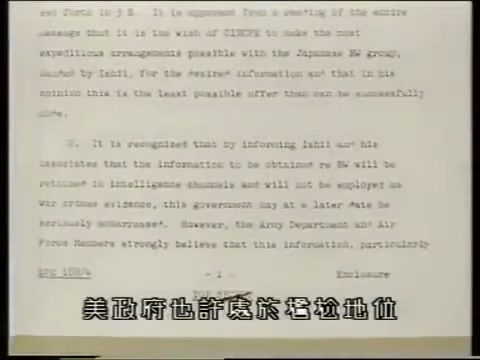 set forth in 3 B. It is apparent from a reading of the entire
message that it is the wish of CINCFE to make the most
expeditious arrangements possible with the Japanese BW group,
headed by Ishii, for the desired information and that in his
opinion this is the least possible offer than can be successfully
made.
2. It is recognized that by informing Ishii and his
associates that the information to be obtained re BW will be
retained in intelligence channels and will not be employed as
war crimes evidence, this government may at a later date be
seriously embarrassed. However, the Army Department and Air
Force Members strongly believe that this information, particularly
- 1 - Enclosure
TOP SECRET
美政府也許處於尷尬地位